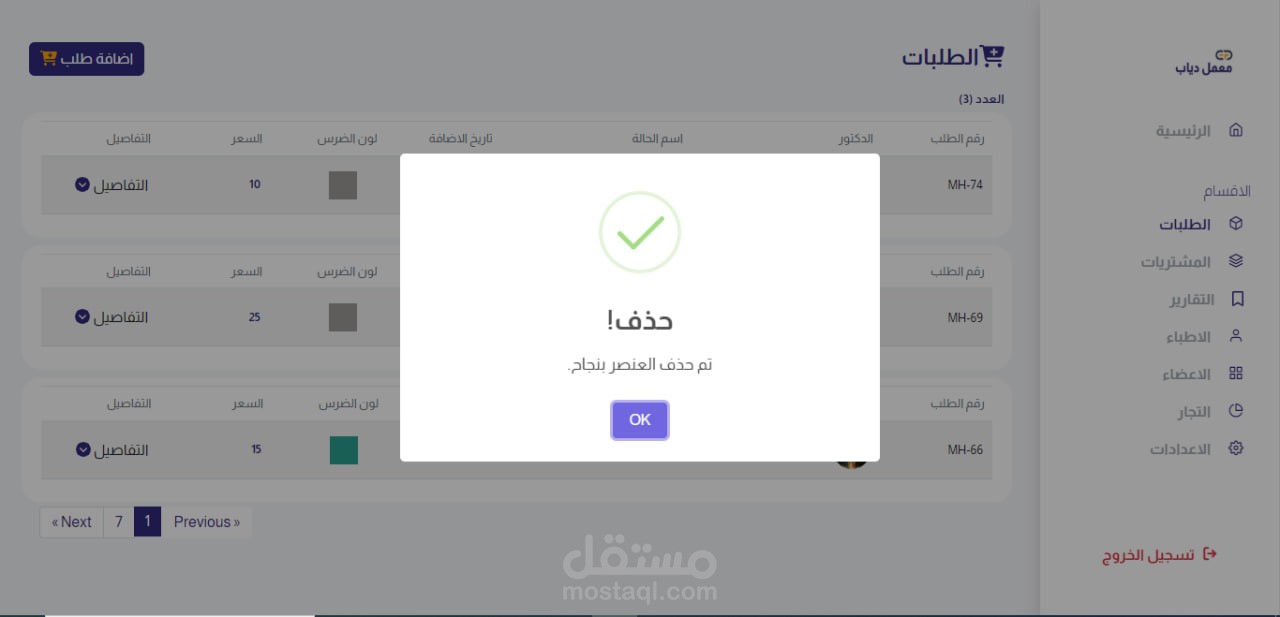 معمل دياب
الرئيسية
الاقسام
الطلبات
المشتريات
التقارير
الاطباء
الاعضاء
التجار
الاعدادات
تسجيل الخروج
الطلبات
اضافة طلب
العدد (3)
رقم الطلب الدكتور اسم الحالة تاريخ الاضافة لون الضرس السعر التفاصيل
MH-74 10 التفاصيل
رقم الطلب لون الضرس السعر التفاصيل
MH-69 25 التفاصيل
رقم الطلب لون الضرس السعر التفاصيل
MH-66 15 التفاصيل
حذف!
تم حذف العنصر بنجاح.
OK
« Next 7 1 Previous »
مستقل
mostaql.com